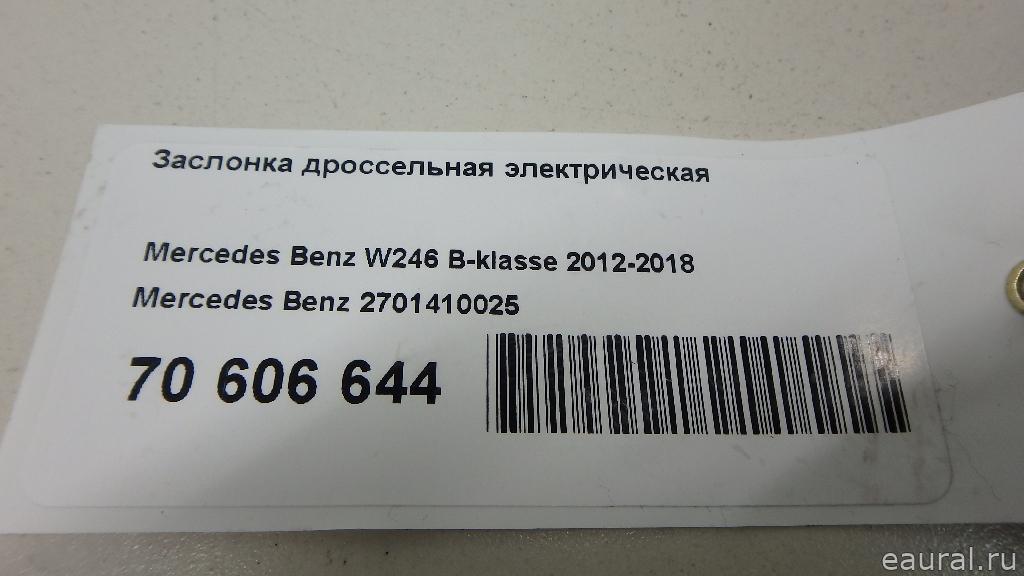 Заслонка дроссельная электрическая
Mercedes Benz W246 B-klasse 2012-2018
Mercedes Benz 2701410025
70 606 644
eaural.ru